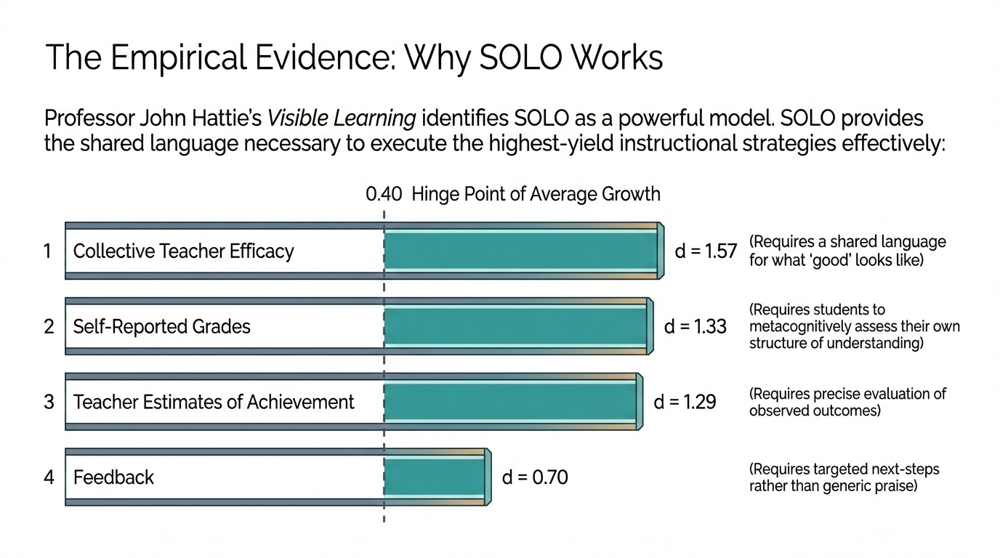 The Empirical Evidence: Why SOLO Works
Professor John Hattie’s Visible Learning identifies SOLO as a powerful model. SOLO provides
the shared language necessary to execute the highest-yield instructional strategies effectively:
0.40 Hinge Point of Average Growth
1 Collective Teacher Efficacy d = 1.57 (Requires a shared language
for what ‘good’ looks like)
2 Self-Reported Grades d = 1.33 (Requires students to
metacognitively assess their own
structure of understanding)
3 Teacher Estimates of Achievement d = 1.29 (Requires precise evaluation of
observed outcomes)
4 Feedback d = 0.70 (Requires targeted next-steps
rather than generic praise)